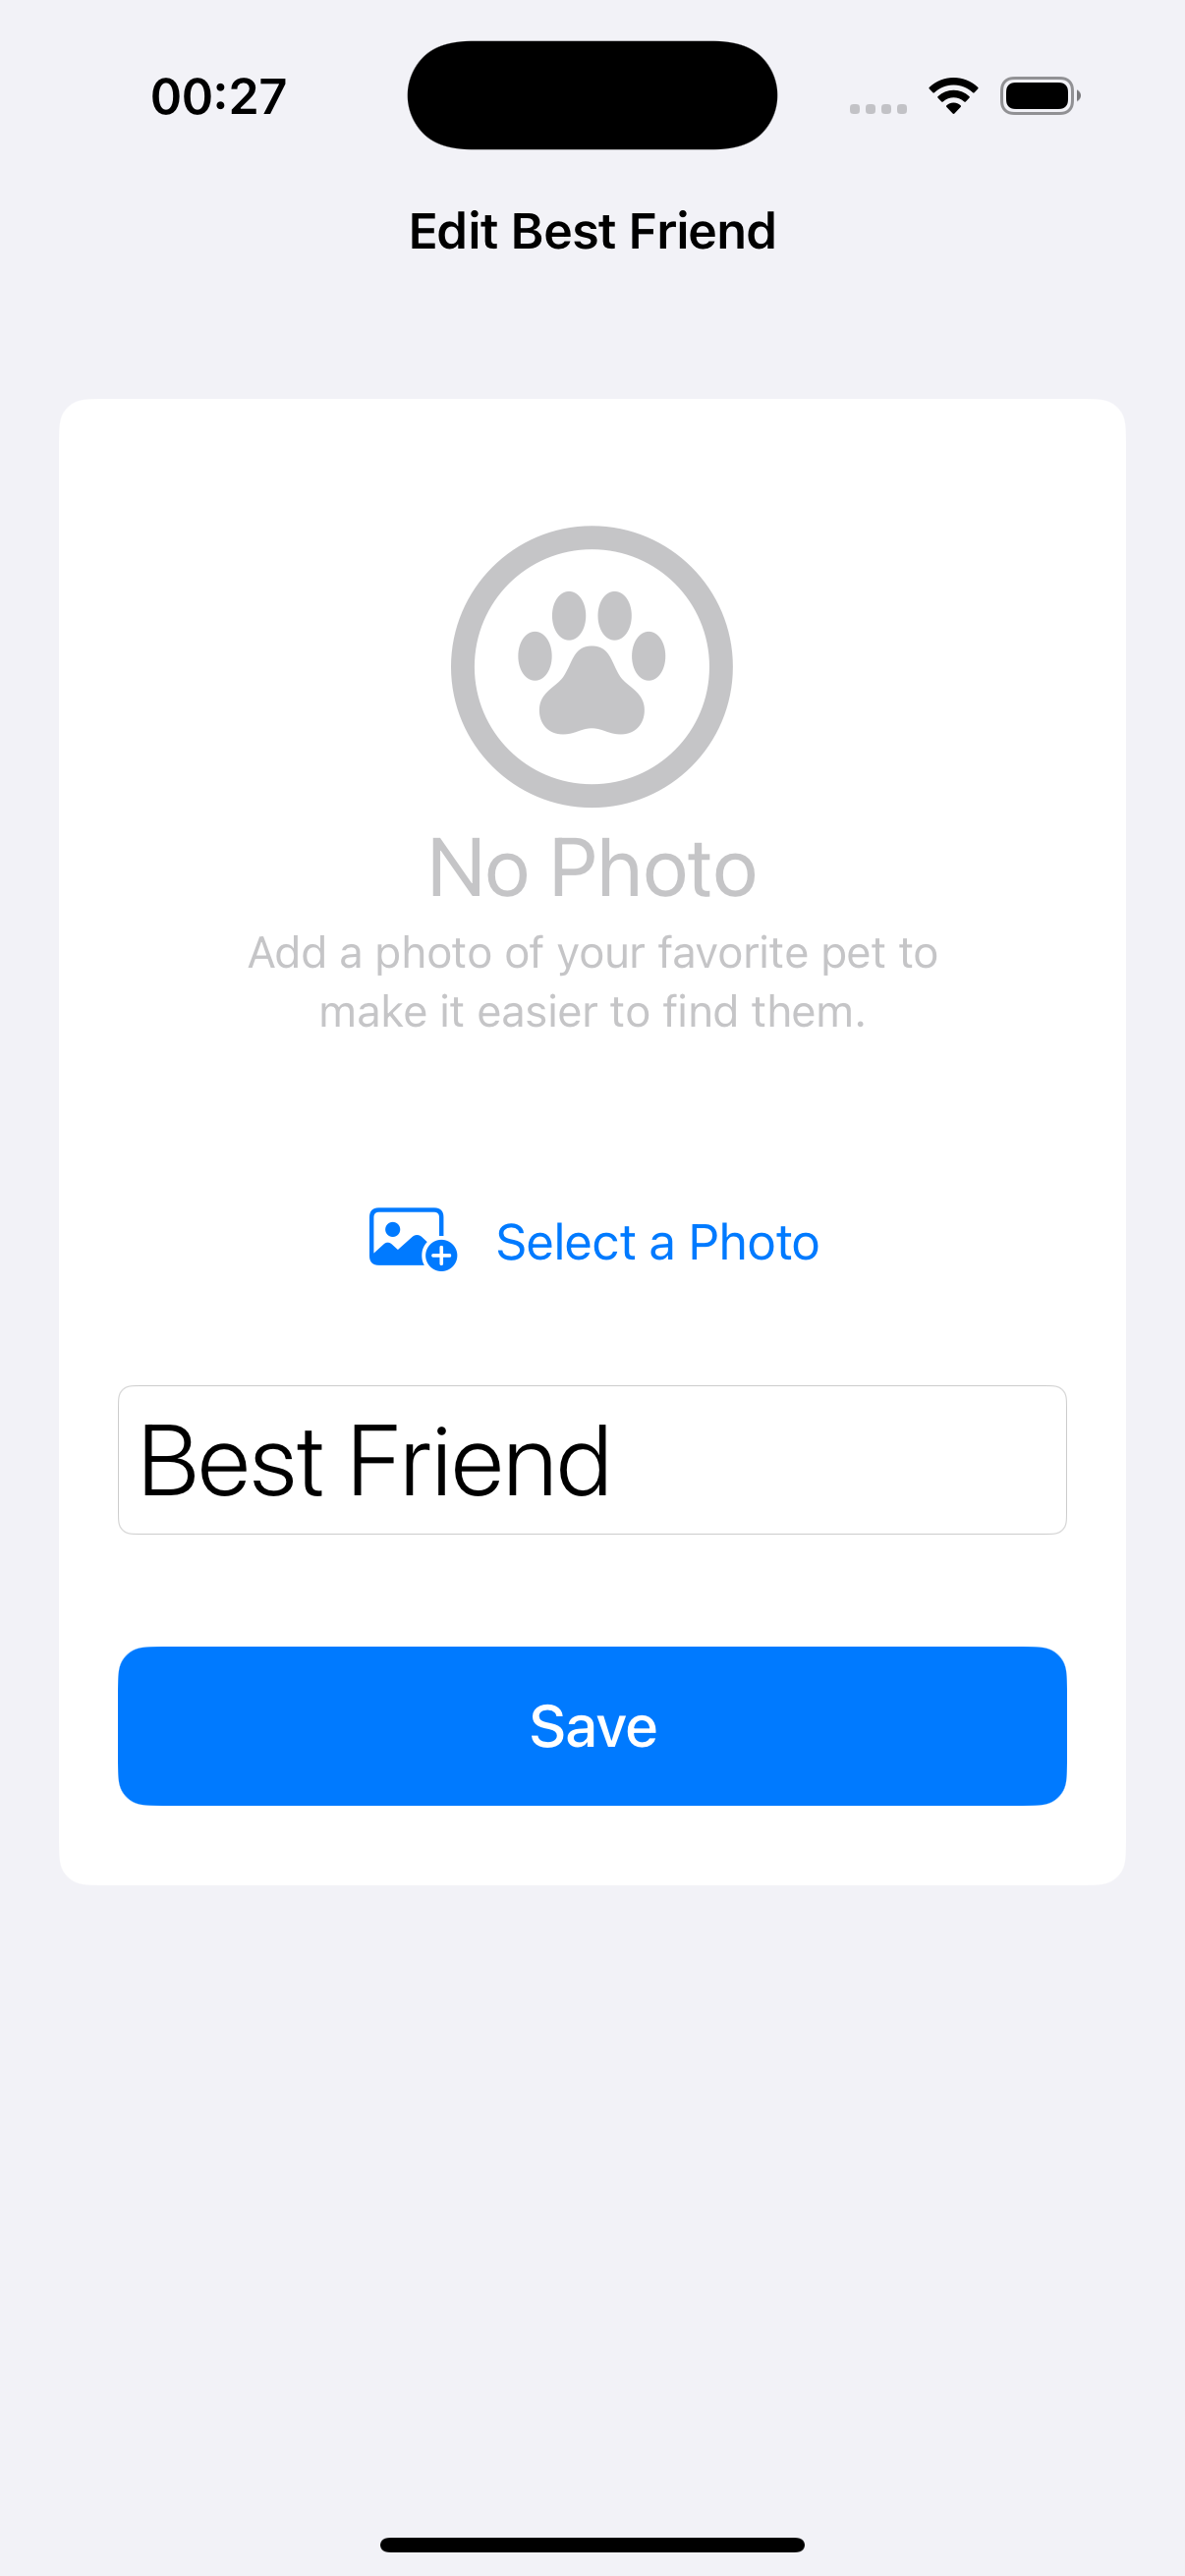 00:27
Edit Best Friend
No Photo
Add a photo of your favorite pet to
make it easier to find them.
Select a Photo
Best Friend
Save